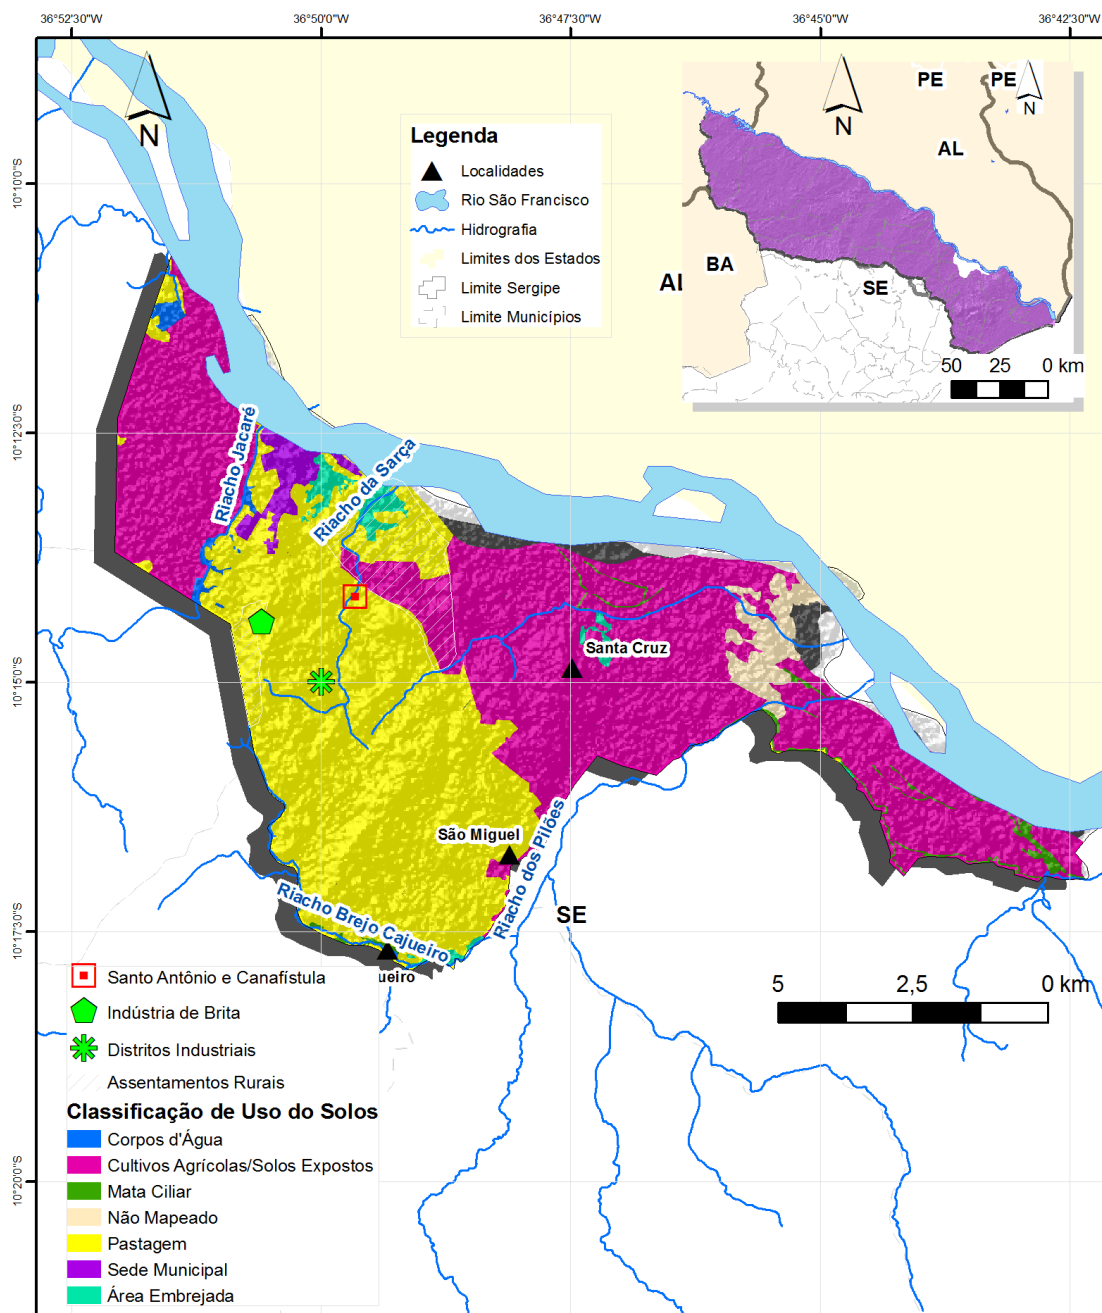 36°52'30"W 36°50'0"W 36°47'30"W 36°45'0"W 36°42'30"W
10°10'0"S
10°12'30"S
10°15'0"S
10°17'30"S
10°20'0"S
N
Legenda
Localidades
Rio São Francisco
Hidrografia
Limites dos Estados
Limite Sergipe
Limite Municípios
PE PE
N N
AL
BA
AL
SE
50 25 0 km
Riacho Jacaré
Riacho da Sarça
Santa Cruz
São Miguel
Riacho dos Pilões
Riacho Brejo Cajueiro
ueiro
SE
5 2,5 0 km
Santo Antônio e Canafístula
Indústria de Brita
Distritos Industriais
Assentamentos Rurais
Classificação de Uso do Solos
Corpos d'Água
Cultivos Agrícolas/Solos Expostos
Mata Ciliar
Não Mapeado
Pastagem
Sede Municipal
Área Embrejada